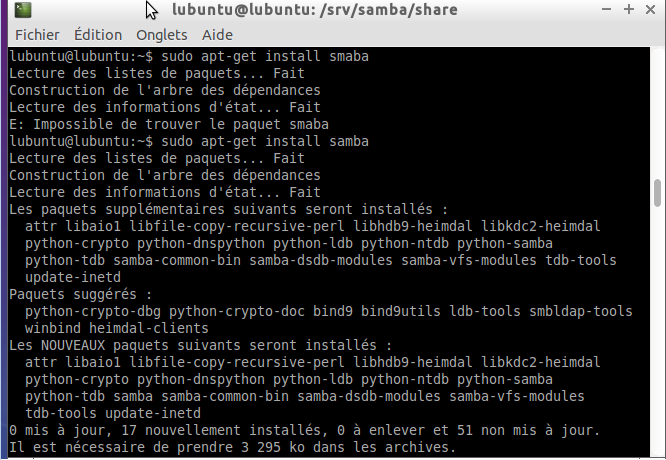 lubuntu@lubuntu: /srv/samba/share
Fichier Édition Onglets Aide
lubuntu@lubuntu:~$ sudo apt-get install smaba
Lecture des listes de paquets... Fait
Construction de l'arbre des dépendances
Lecture des informations d'état... Fait
E: Impossible de trouver le paquet smaba
lubuntu@lubuntu:~$ sudo apt-get install samba
Lecture des listes de paquets... Fait
Construction de l'arbre des dépendances
Lecture des informations d'état... Fait
Les paquets supplémentaires suivants seront installés :
attr libaio1 libfile-copy-recursive-perl libhdb9-heimdal libkdc2-heimdal
python-crypto python-dnspython python-ldb python-ntdb python-samba
python-tdb samba-common-bin samba-dsdb-modules samba-vfs-modules tdb-tools
update-inetd
Paquets suggérés :
python-crypto-dbg python-crypto-doc bind9 bind9utils ldb-tools smbldap-tools
winbind heimdal-clients
Les NOUVEAUX paquets suivants seront installés :
attr libaio1 libfile-copy-recursive-perl libhdb9-heimdal libkdc2-heimdal
python-crypto python-dnspython python-ldb python-ntdb python-samba
python-tdb samba samba-common-bin samba-dsdb-modules samba-vfs-modules
tdb-tools update-inetd
0 mis à jour, 17 nouvellement installés, 0 à enlever et 51 non mis à jour.
Il est nécessaire de prendre 3 295 ko dans les archives.